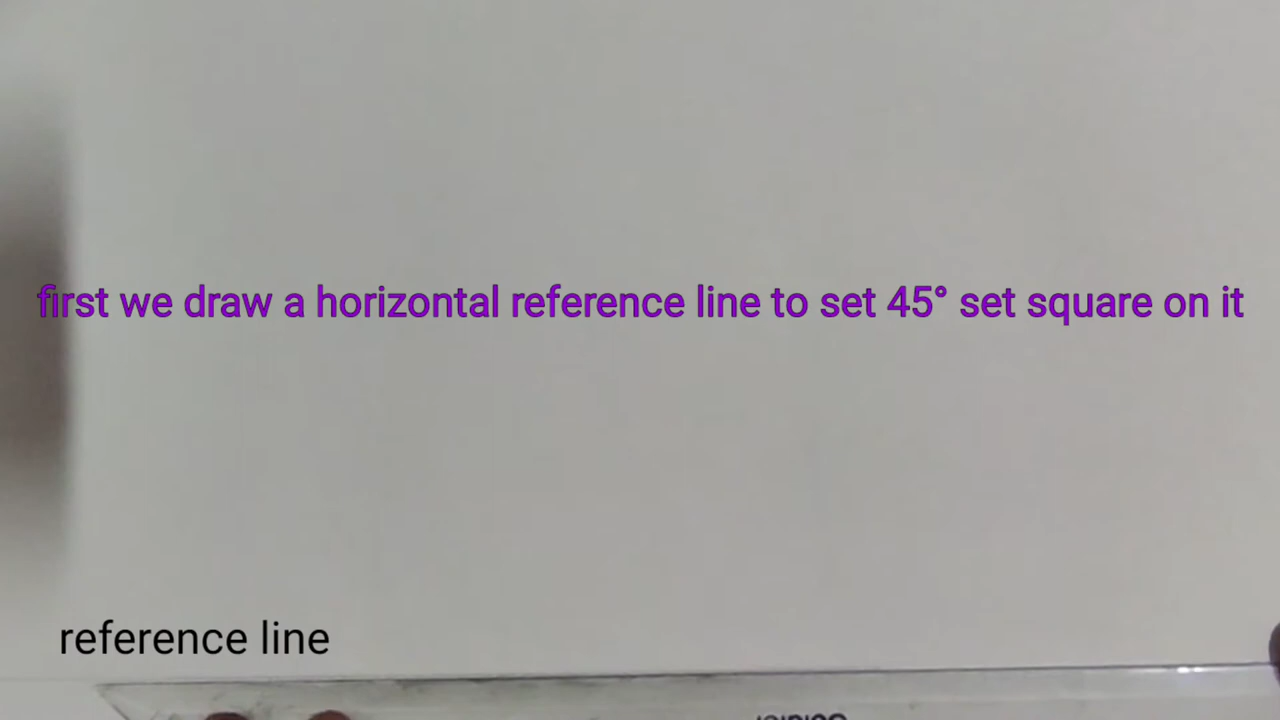 first we draw a horizontal reference line to set 45° set square on it
reference line